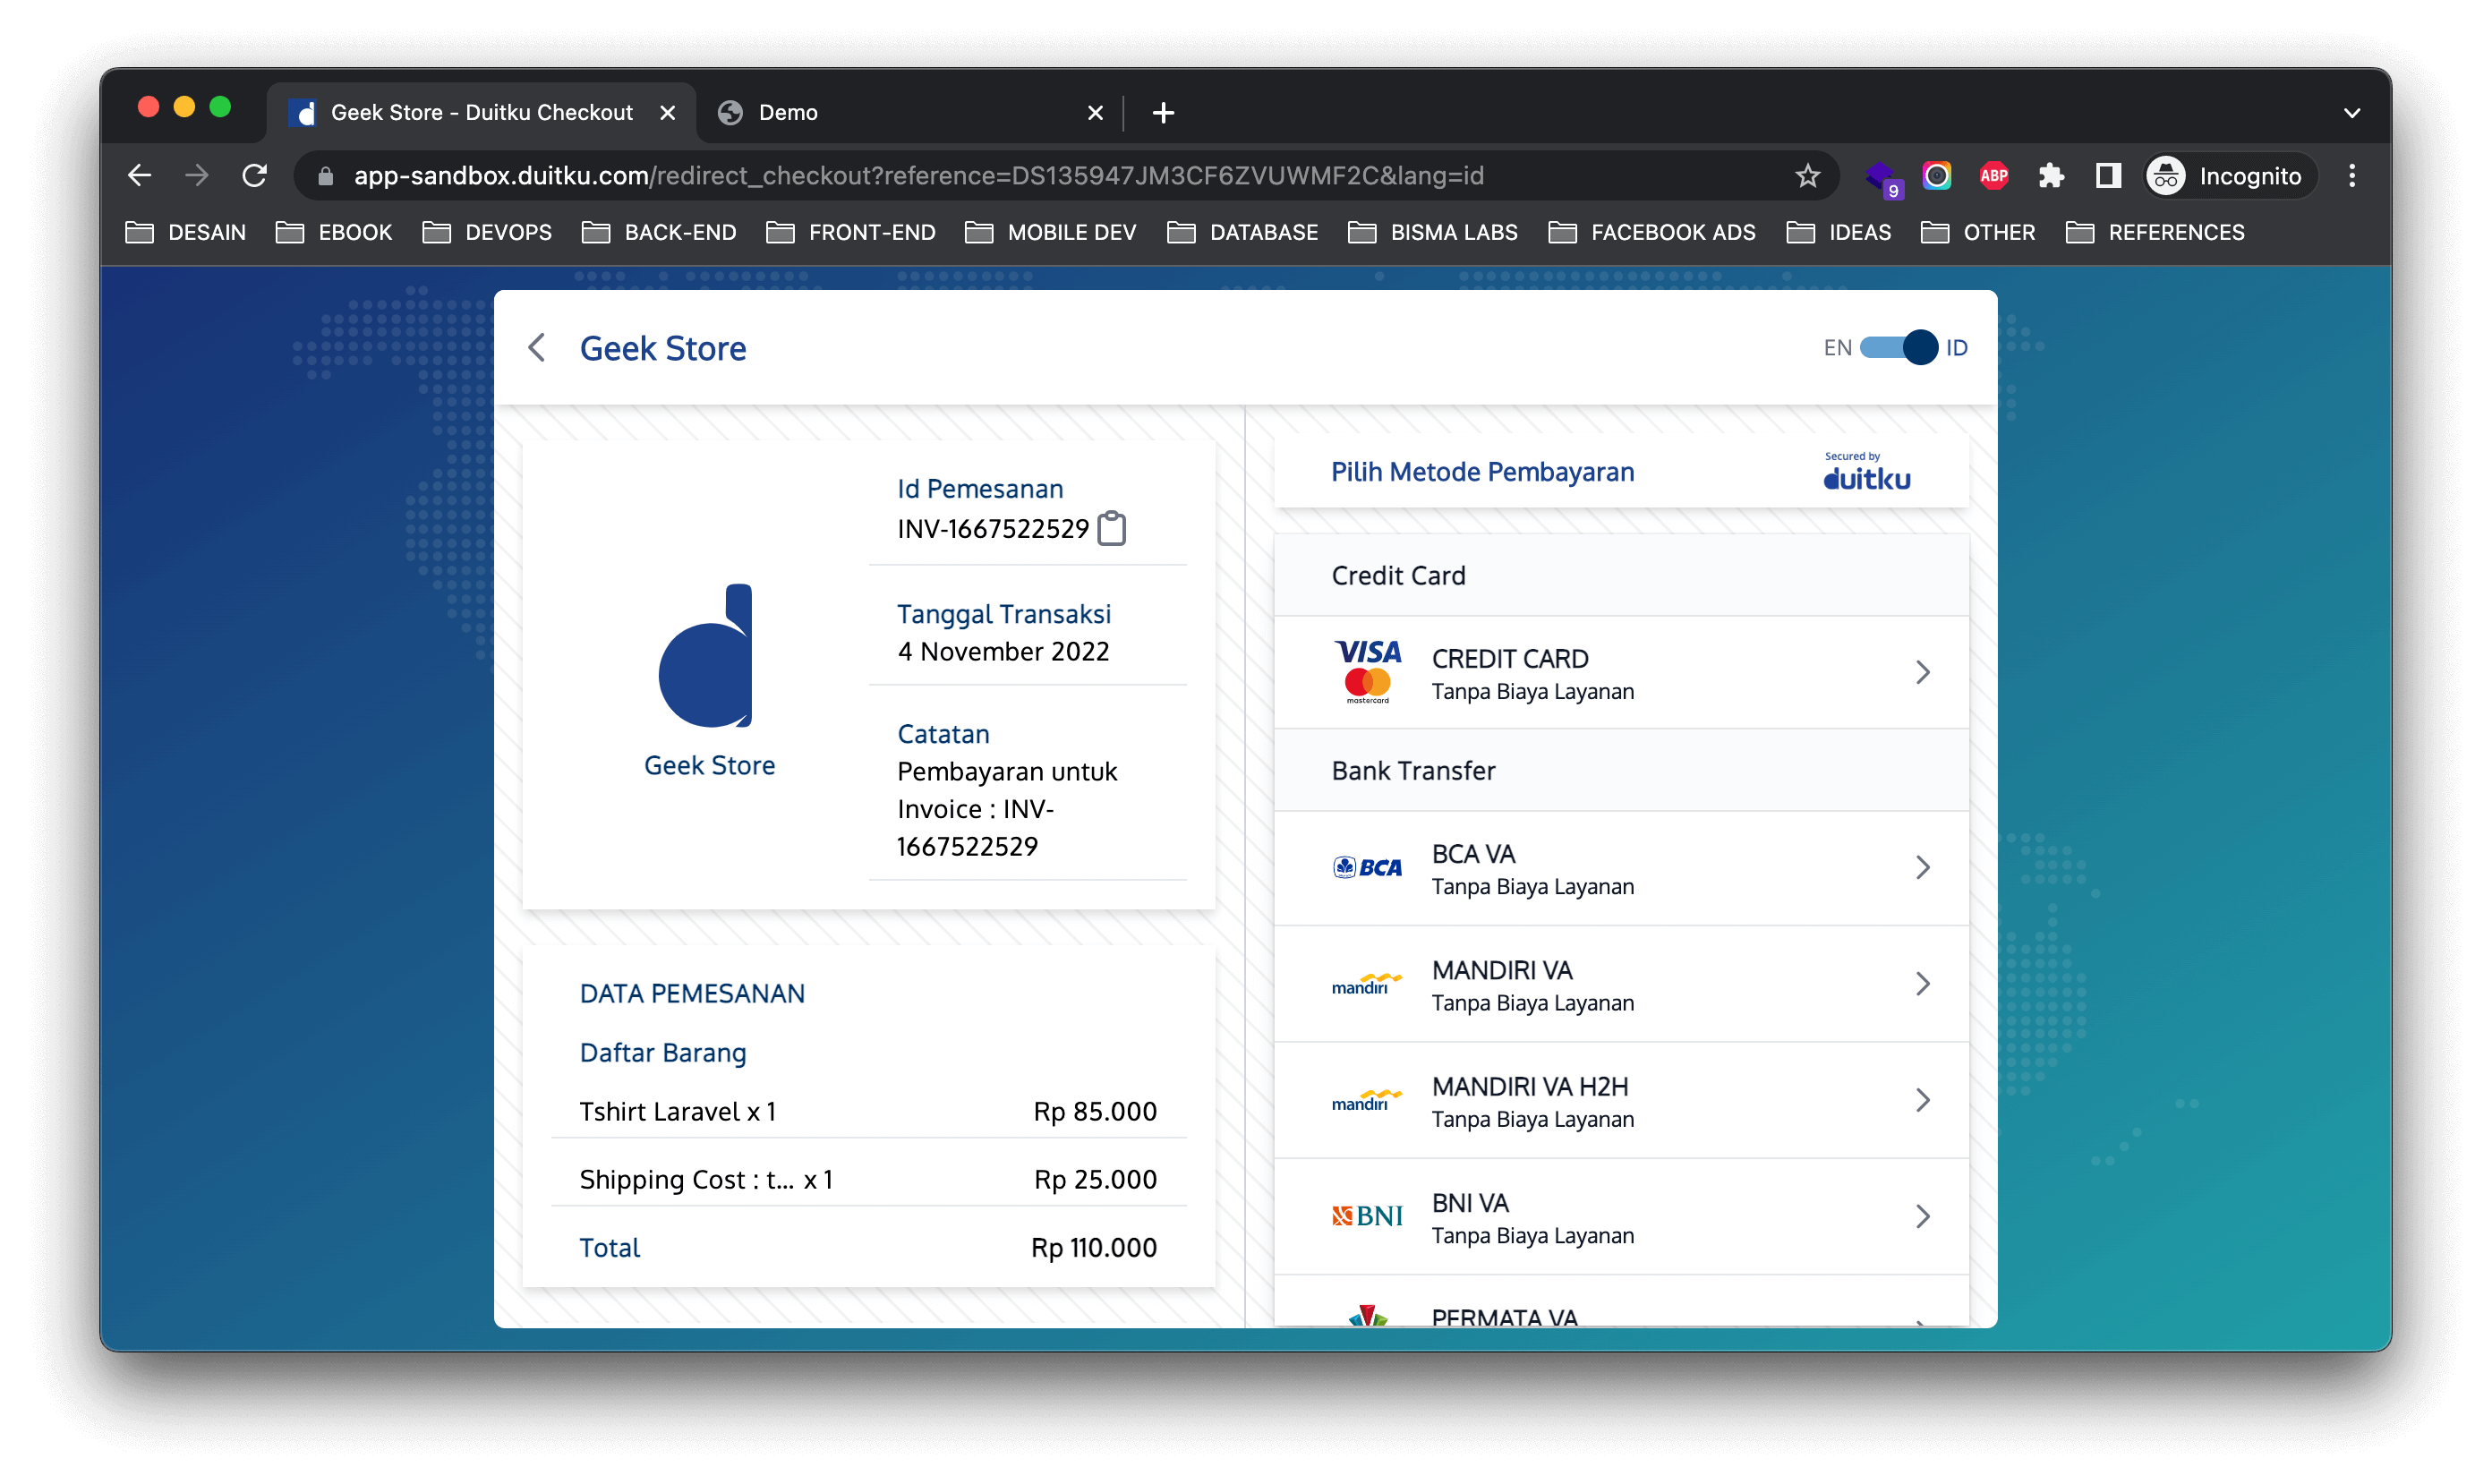 Geek Store - Duitku Checkout
Demo
app-sandbox.duitku.com/redirect_checkout?reference=DS135947JM3CF6ZVUWMF2C&lang=id
9
ABP
Incognito
DESAIN
EBOOK
DEVOPS
BACK-END
FRONT-END
MOBILE DEV
DATABASE
BISMA LABS
FACEBOOK ADS
IDEAS
OTHER
REFERENCES
Geek Store
EN ID
Geek Store
Id Pemesanan
INV-1667522529
Tanggal Transaksi
4 November 2022
Catatan
Pembayaran untuk
Invoice : INV-
1667522529
DATA PEMESANAN
Daftar Barang
Tshirt Laravel x 1 Rp 85.000
Shipping Cost : t... x 1 Rp 25.000
Total Rp 110.000
Pilih Metode Pembayaran
Secured by
duitku
Credit Card
VISA
mastercard
CREDIT CARD
Tanpa Biaya Layanan
Bank Transfer
BCA
BCA VA
Tanpa Biaya Layanan
mandiri
MANDIRI VA
Tanpa Biaya Layanan
mandiri
MANDIRI VA H2H
Tanpa Biaya Layanan
BNI
BNI VA
Tanpa Biaya Layanan
PERMATA VA